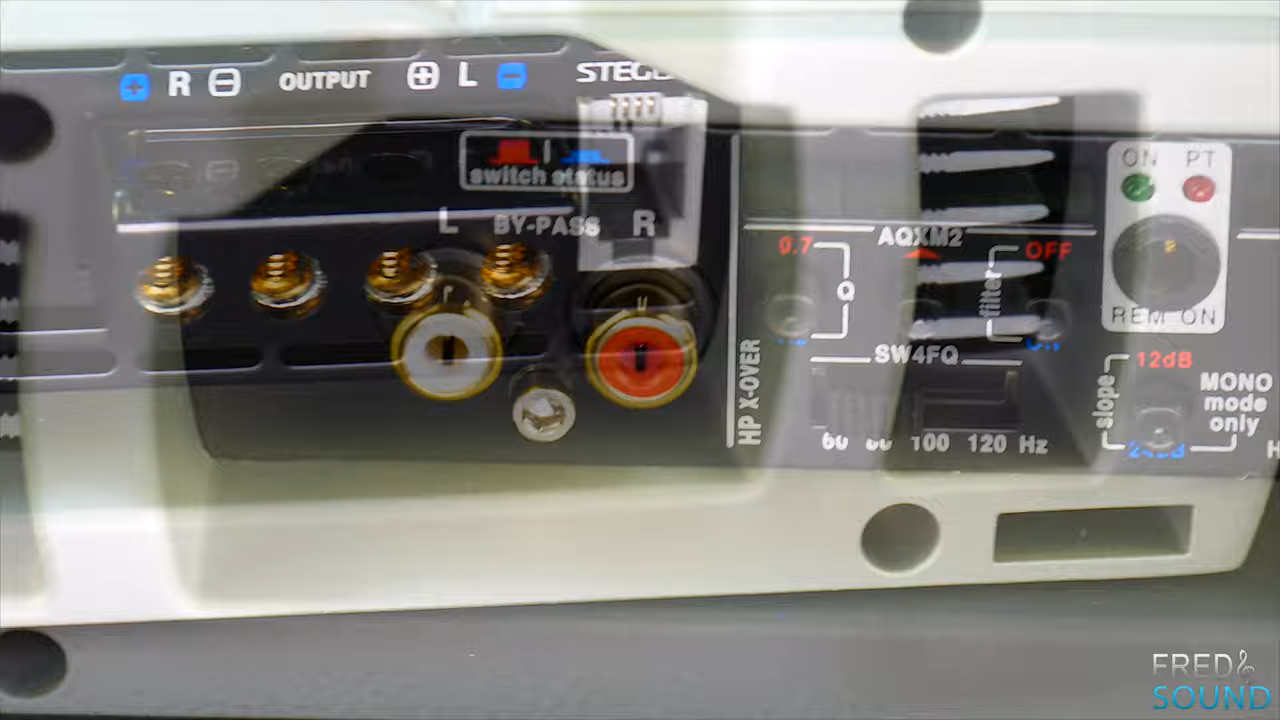 + R − OUTPUT + L −
switch status
L BY-PASS R
HP X-OVER
AQXM2
0.7
Q
filter
OFF
SW4FQ
60 100 120 Hz
ON PT
REM ON
slope
12dB
MONO
mode
only
FRED
SOUND